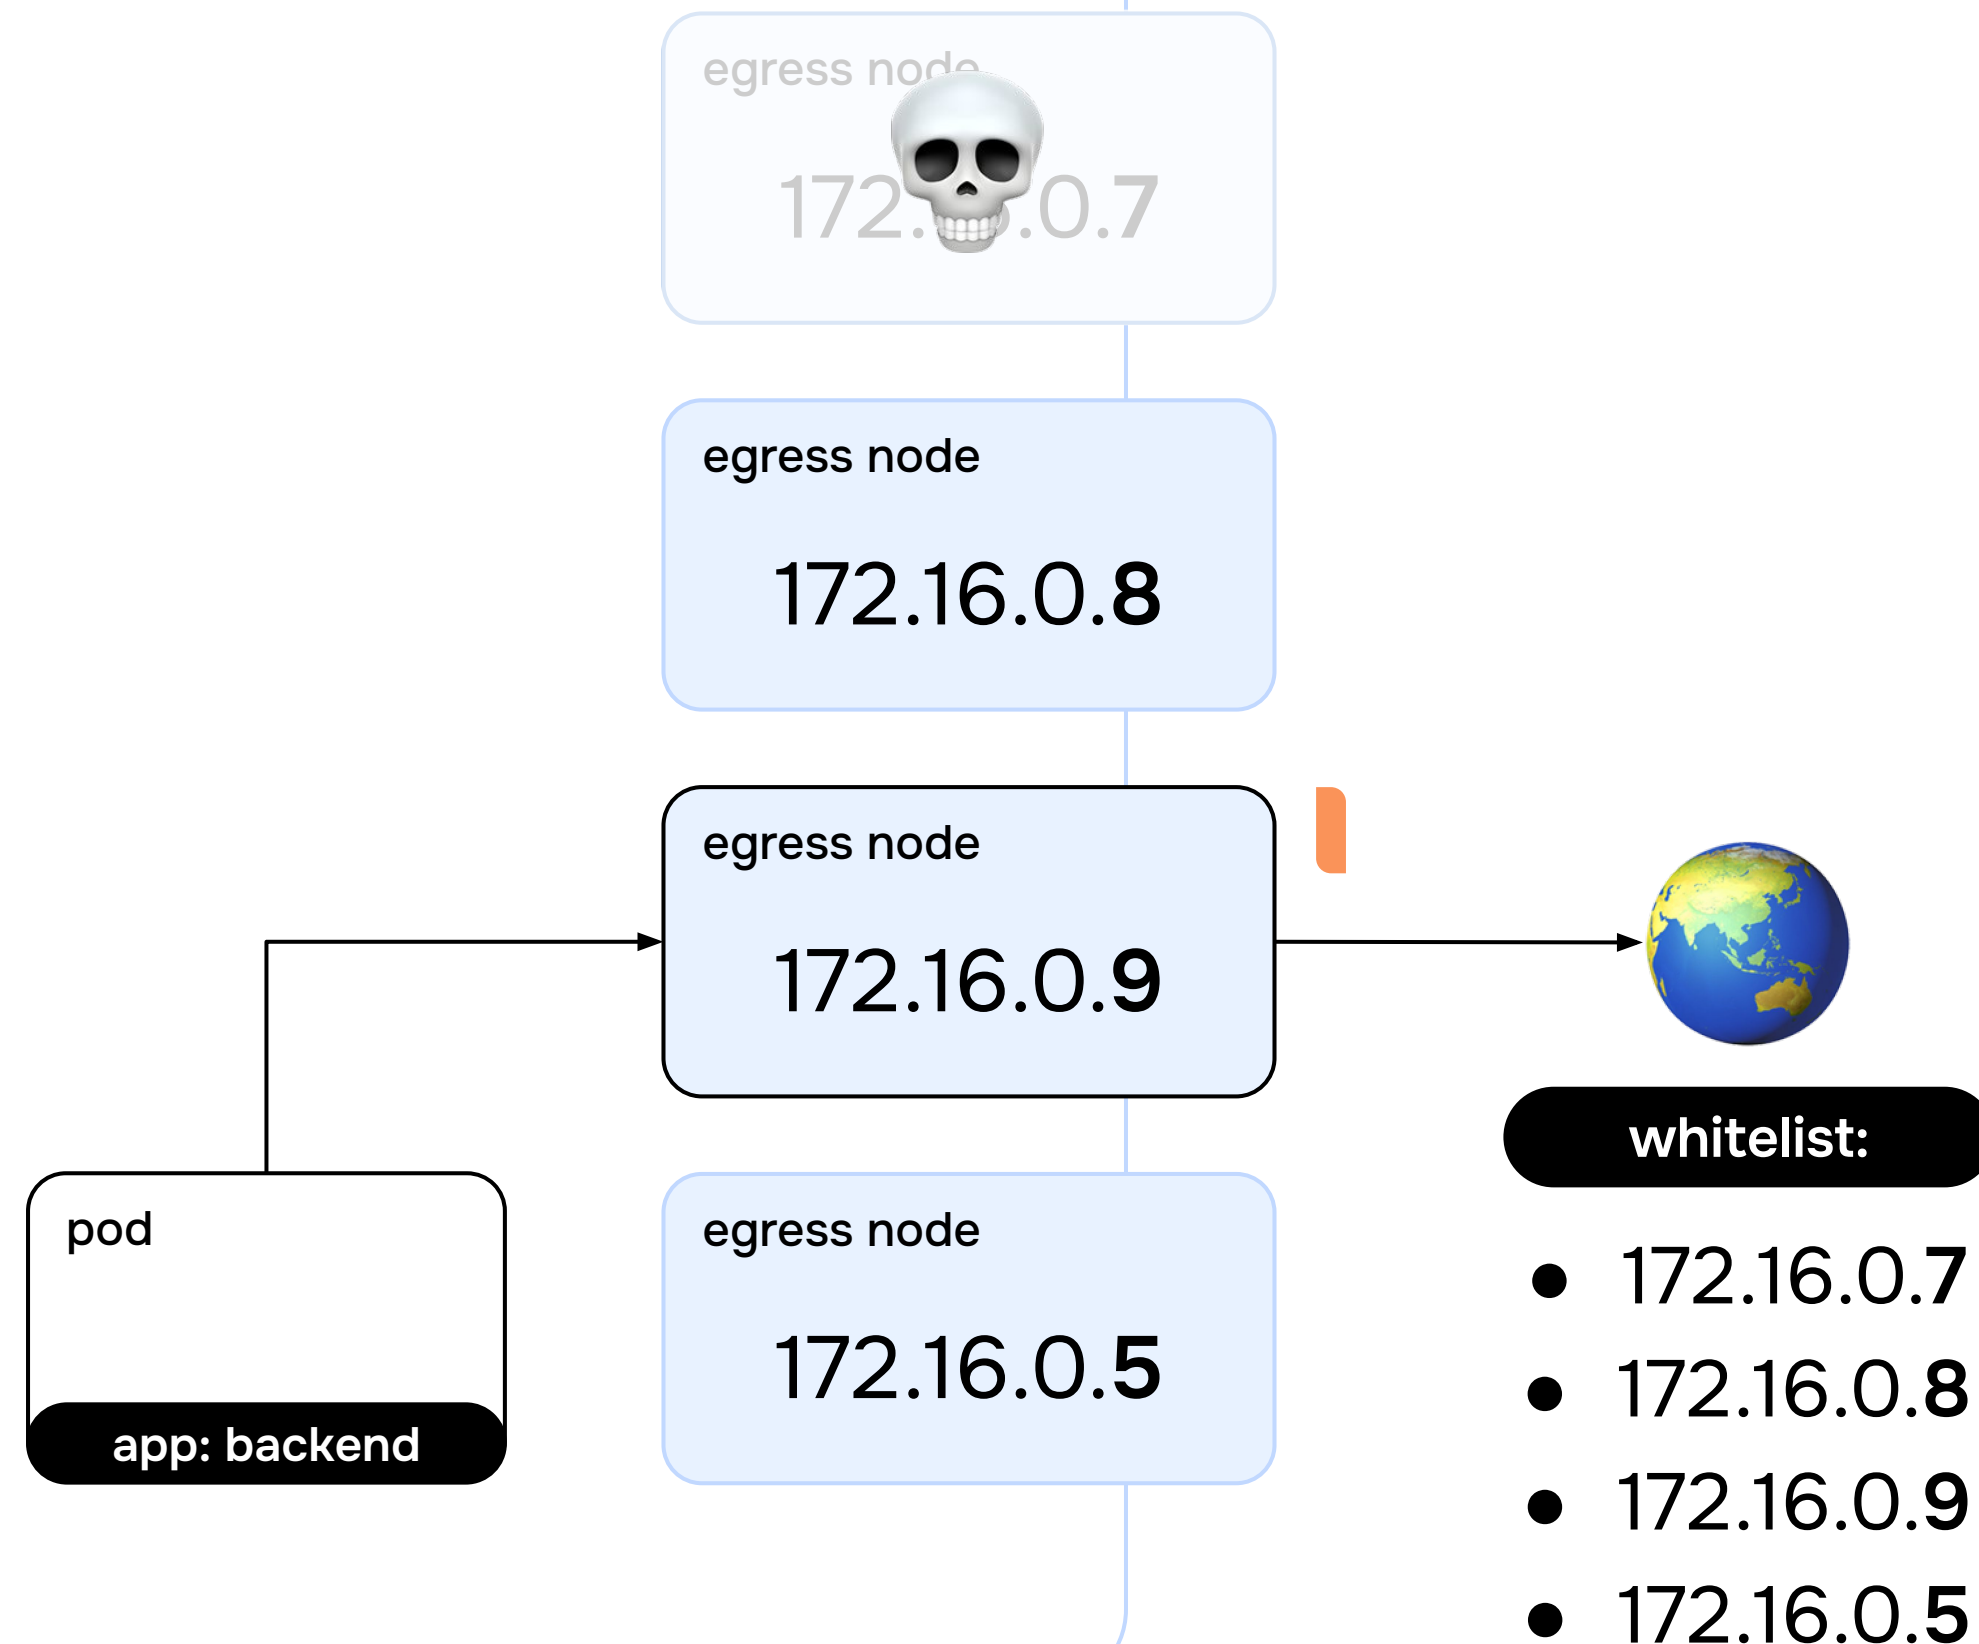 egress node
172. .0.7
egress node
172.16.0.8
egress node
172.16.0.9
pod
app: backend
egress node
172.16.0.5
whitelist:
• 172.16.0.7
• 172.16.0.8
• 172.16.0.9
• 172.16.0.5